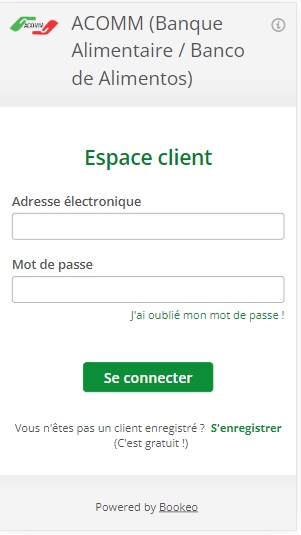 ACOMM
ACOMM (Banque
Alimentaire / Banco
de Alimentos)
Espace client
Adresse électronique
Mot de passe
J'ai oublié mon mot de passe !
Se connecter
Vous n'êtes pas un client enregistré ? S'enregistrer
(C'est gratuit !)
Powered by Bookeo